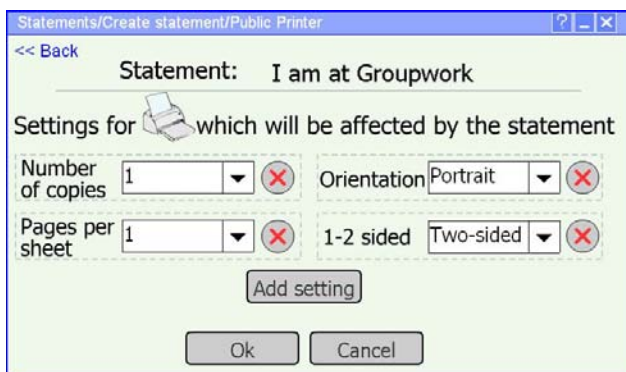 Statements/Create statement/Public Printer
<< Back
Statement: I am at Groupwork
Settings for which will be affected by the statement
Number of copies 1
Orientation Portrait
Pages per sheet 1
1-2 sided Two-sided
Add setting
Ok Cancel